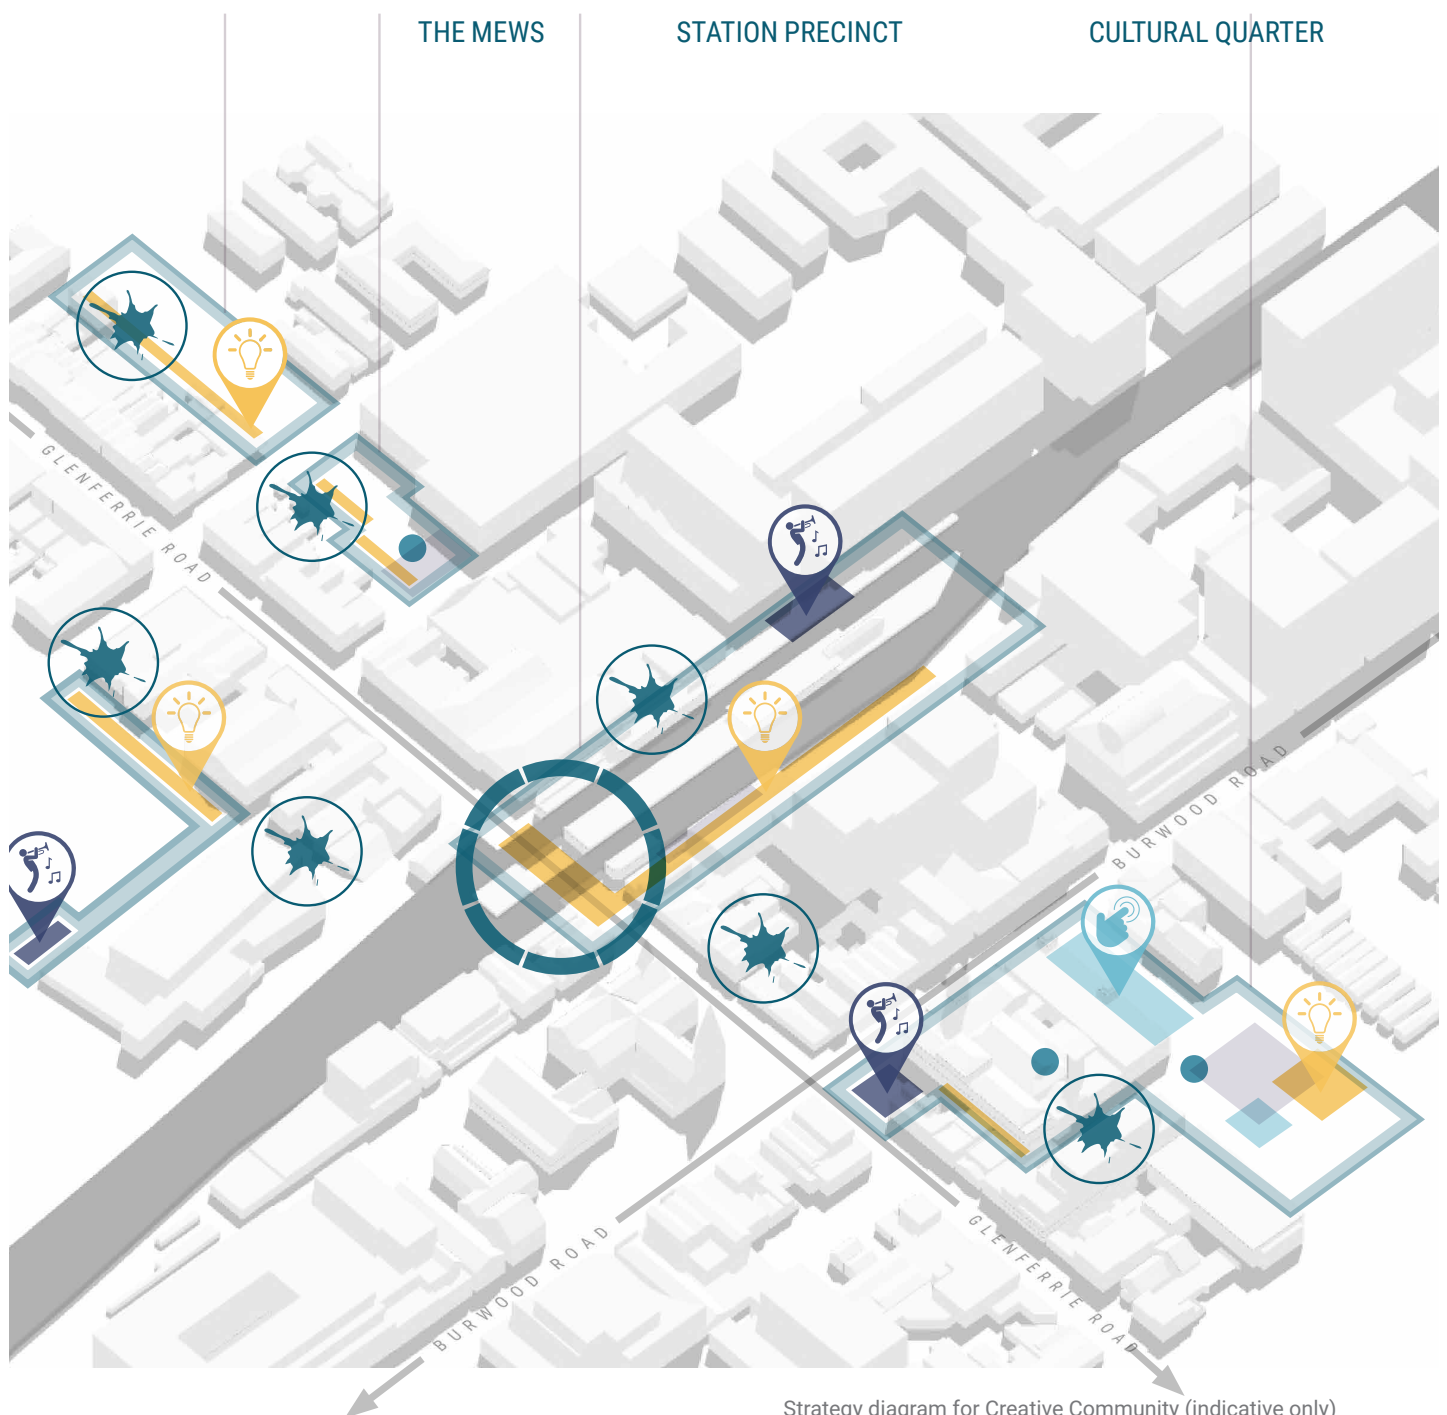 THE MEWS
STATION PRECINCT
CULTURAL QUARTER
GLENFERRIE ROAD
BURWOOD ROAD
BURWOOD ROAD
GLENFERRIE ROAD
Strategy diagram for Creative Community (indicative only)